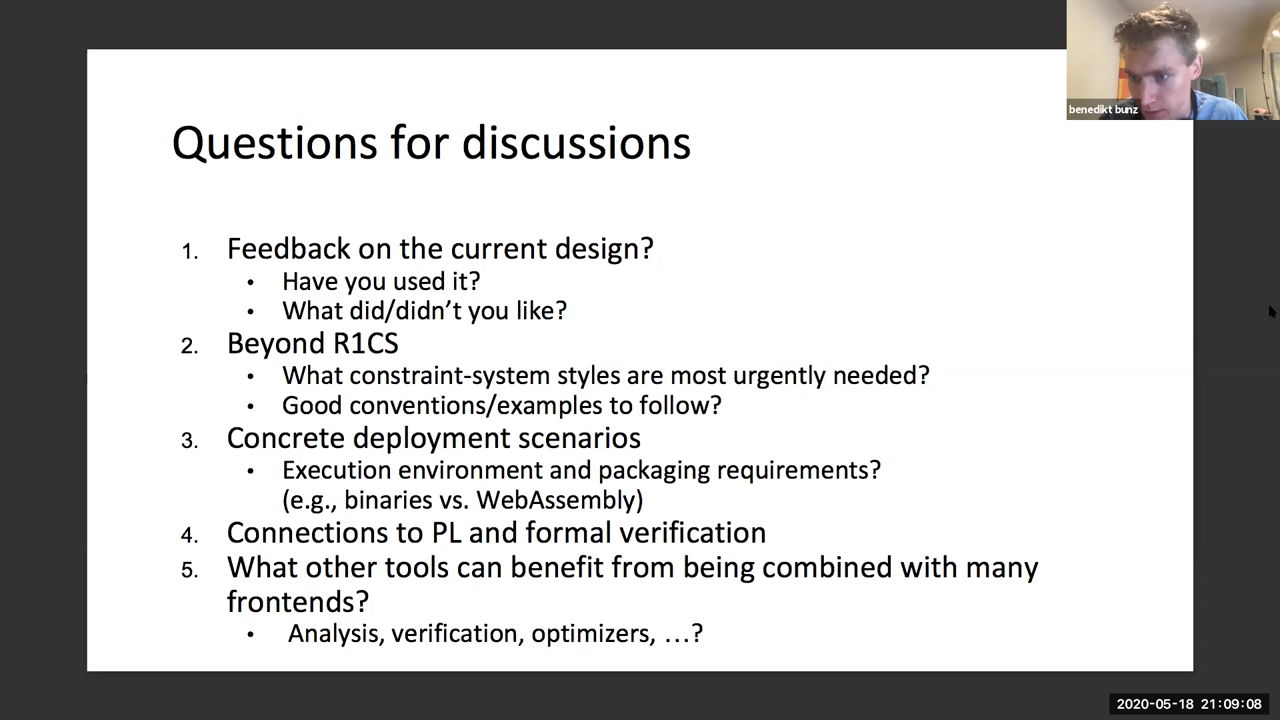 benedikt bunz
Questions for discussions
1. Feedback on the current design?
• Have you used it?
• What did/didn’t you like?
2. Beyond R1CS
• What constraint-system styles are most urgently needed?
• Good conventions/examples to follow?
3. Concrete deployment scenarios
• Execution environment and packaging requirements?
(e.g., binaries vs. WebAssembly)
4. Connections to PL and formal verification
5. What other tools can benefit from being combined with many
frontends?
• Analysis, verification, optimizers, …?
2020-05-18 21:09:08